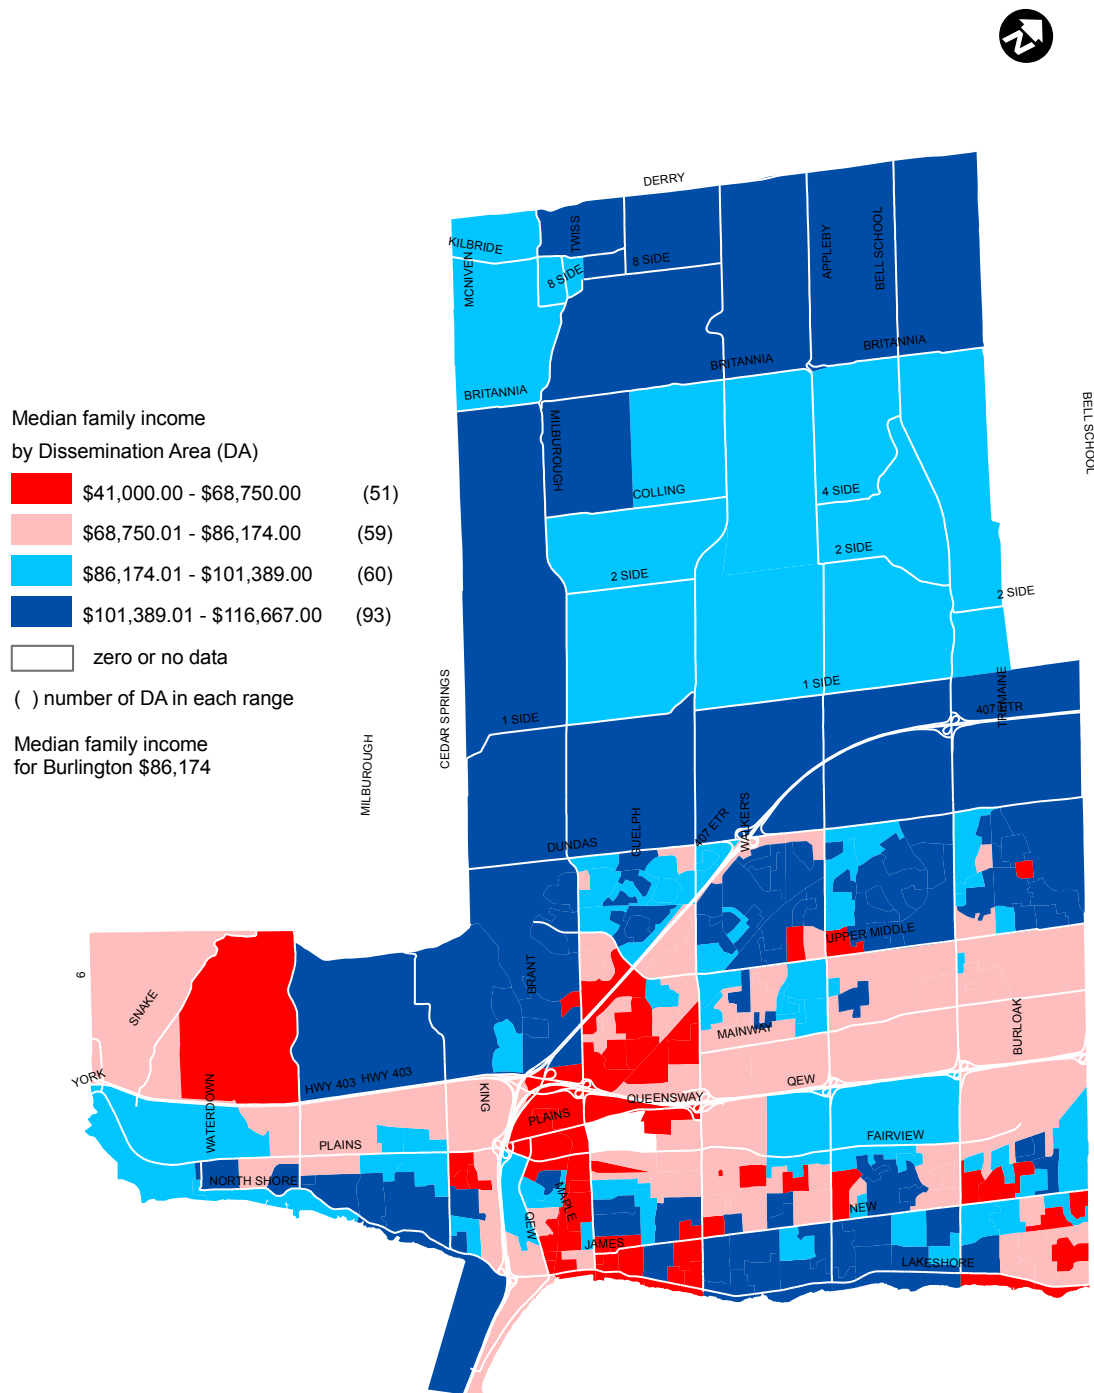 N
DERRY
KILBRIDE
TWISS
MCNIVEN
8 SIDE
8 SIDE
APPLEBY
BELL SCHOOL
BRITANNIA
BRITANNIA
BRITANNIA
BELL SCHOOL
MILBUROUGH
COLLING
4 SIDE
2 SIDE
2 SIDE
2 SIDE
Median family income
by Dissemination Area (DA)
$41,000.00 - $68,750.00 (51)
$68,750.01 - $86,174.00 (59)
$86,174.01 - $101,389.00 (60)
$101,389.01 - $116,667.00 (93)
zero or no data
( ) number of DA in each range
Median family income
for Burlington $86,174
CEDAR SPRINGS
MILBUROUGH
1 SIDE
1 SIDE
TREMAINE
407 ETR
DUNDAS
GUELPH
407 ETR
WALKER'S
UPPER MIDDLE
BRANT
6
SNAKE
YORK
WATERDOWN
HWY 403
HWY 403
KING
MAINWAY
BURLOAK
QEW
QUEENSWAY
PLAINS
PLAINS
FAIRVIEW
NORTH SHORE
MAPLE
QEW
NEW
JAMES
LAKESHORE